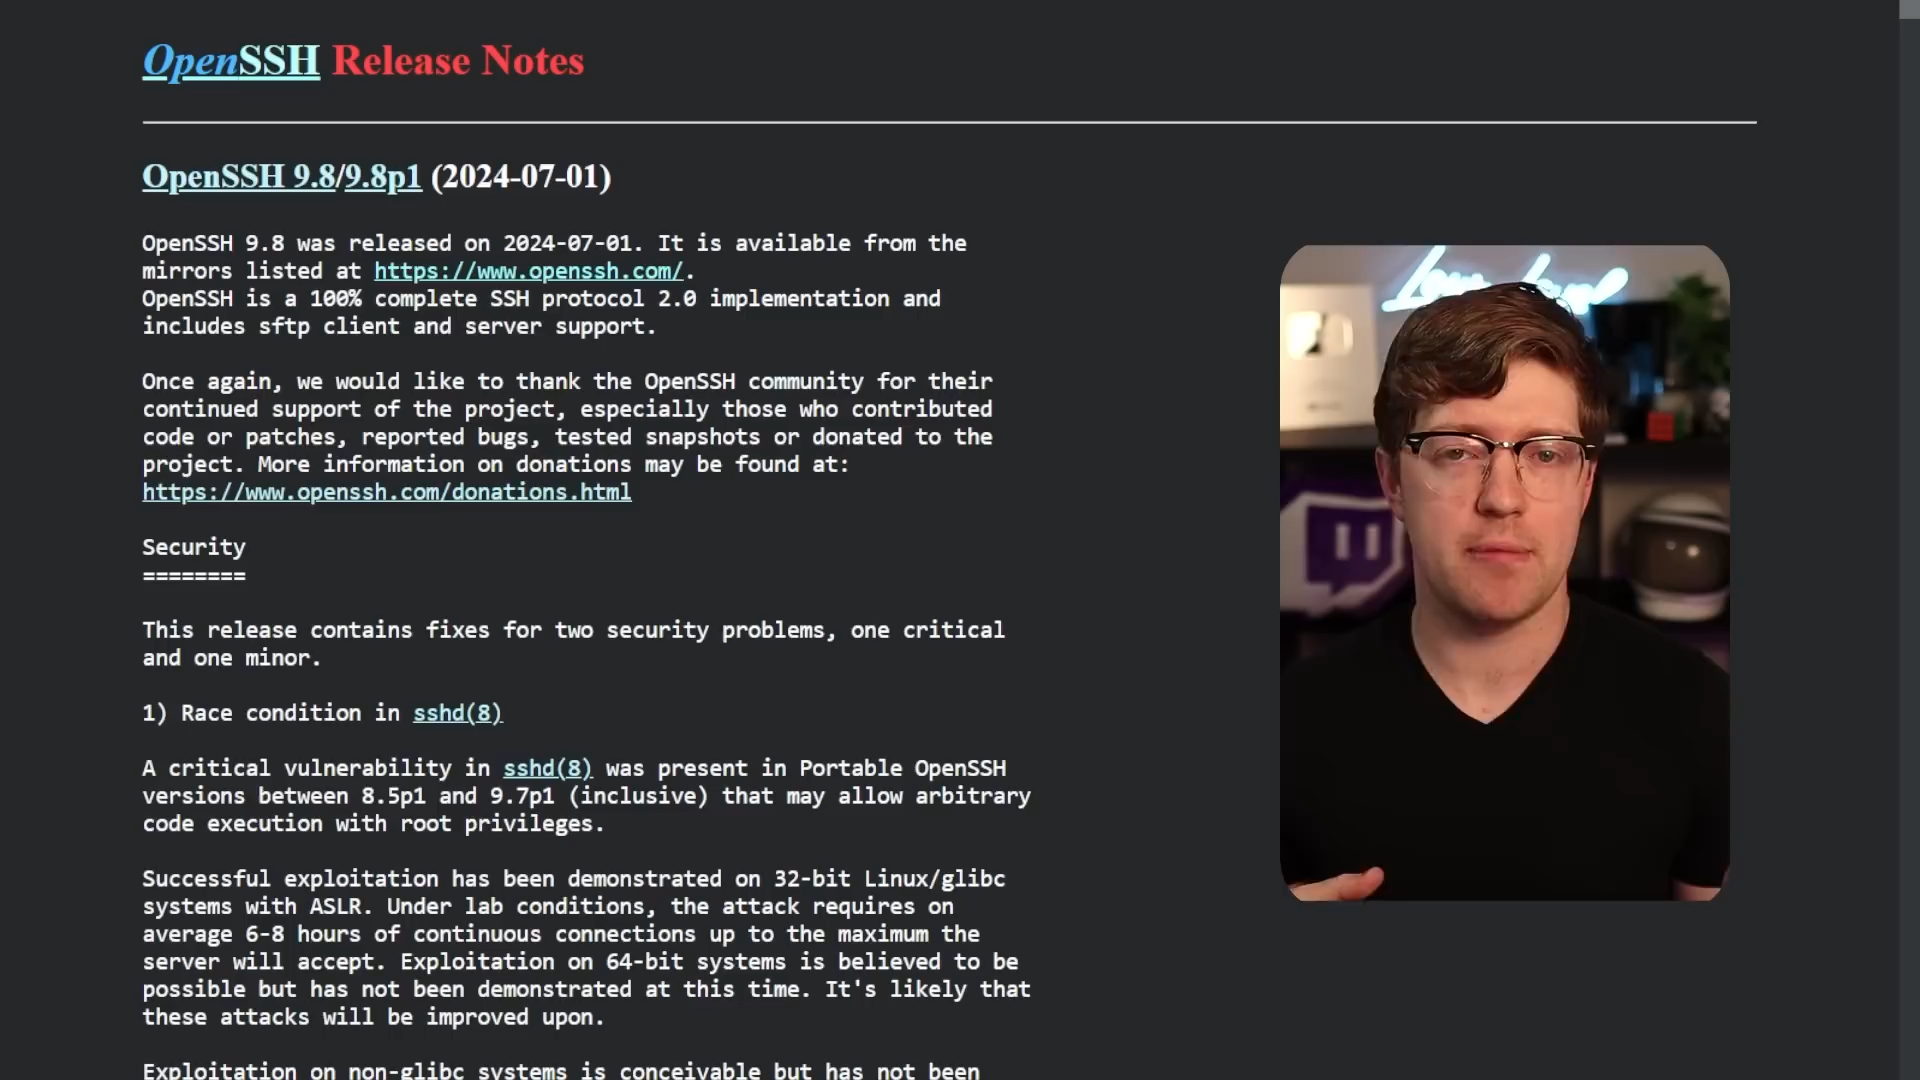 OpenSSH Release Notes
OpenSSH 9.8/9.8p1 (2024-07-01)
OpenSSH 9.8 was released on 2024-07-01. It is available from the
mirrors listed at https://www.openssh.com/.
OpenSSH is a 100% complete SSH protocol 2.0 implementation and
includes sftp client and server support.
Once again, we would like to thank the OpenSSH community for their
continued support of the project, especially those who contributed
code or patches, reported bugs, tested snapshots or donated to the
project. More information on donations may be found at:
https://www.openssh.com/donations.html
Security
========
This release contains fixes for two security problems, one critical
and one minor.
1) Race condition in sshd(8)
A critical vulnerability in sshd(8) was present in Portable OpenSSH
versions between 8.5p1 and 9.7p1 (inclusive) that may allow arbitrary
code execution with root privileges.
Successful exploitation has been demonstrated on 32-bit Linux/glibc
systems with ASLR. Under lab conditions, the attack requires on
average 6-8 hours of continuous connections up to the maximum the
server will accept. Exploitation on 64-bit systems is believed to be
possible but has not been demonstrated at this time. It's likely that
these attacks will be improved upon.
Exploitation on non-glibc systems is conceivable but has not been